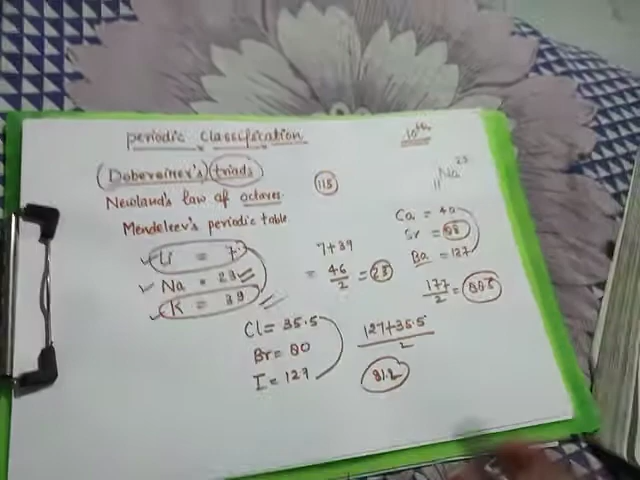 periodic classification
10th
(Dobereiner's) triads
Newland's law of octaves
118
11Na23
Mendeleev's periodic table
Li = 7
Na = 23
K = 39
7+39
= 46/2 = 23
Ca = 40
Sr = 88
Ba = 137
177/2 = 88.5
Cl = 35.5
Br = 80
I = 127
127+35.5/2
81.2